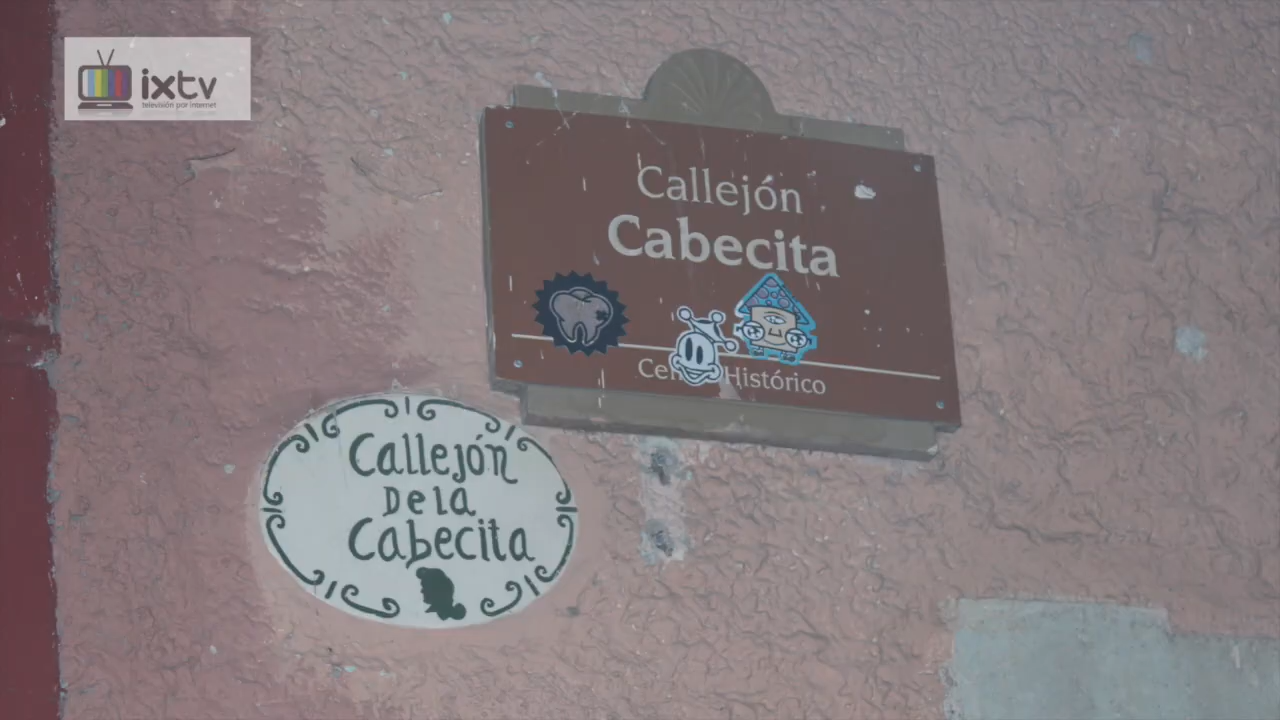 ixtv
televisión por internet
Callejón
Cabecita
Histórico
Callejón
De la
Cabecita